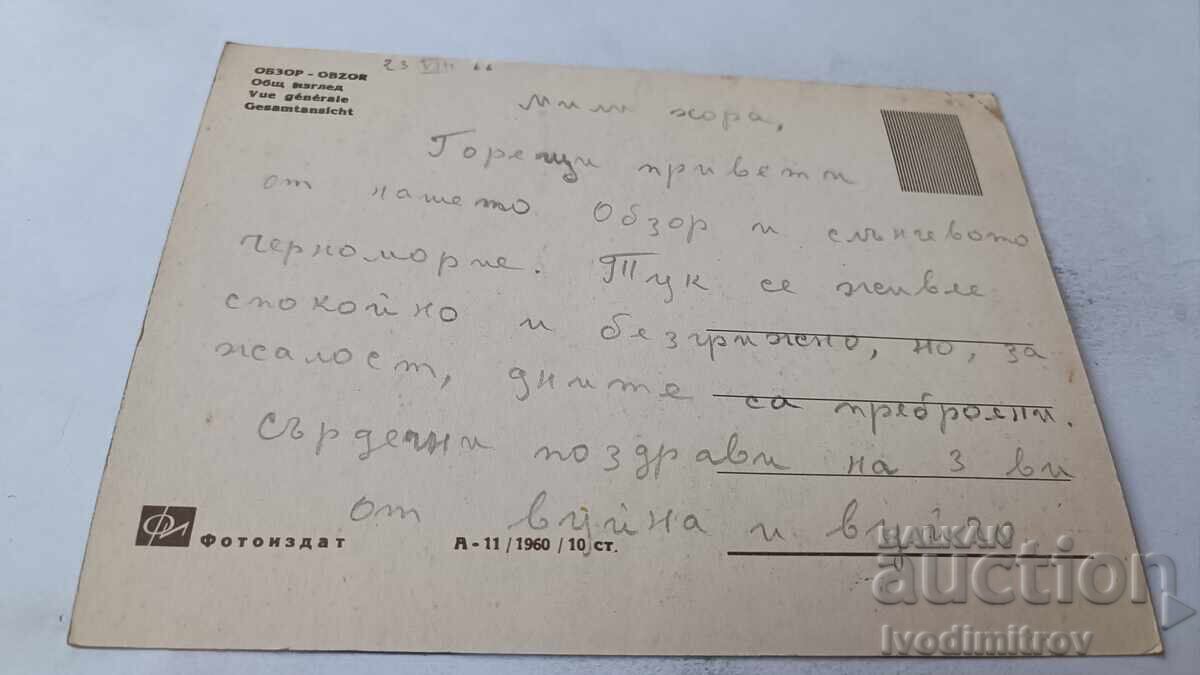 ОБЗОР - OBZOR
Общ изглед
Vue générale
Gesamtansicht
23 VIII 66
Мили хора,
Горещи привети
от нашето Обзор и слънчевото
черноморие. Тук се живее
спокойно и безгрижно, но, за
жалост, дните са преброени.
Сърдечни поздрави на 3 ви
от вуйна и вуйчо
Фотоиздат
А - 11 / 1960 / 10 ст.
БАЛКАН
auction
Ivodimitrov